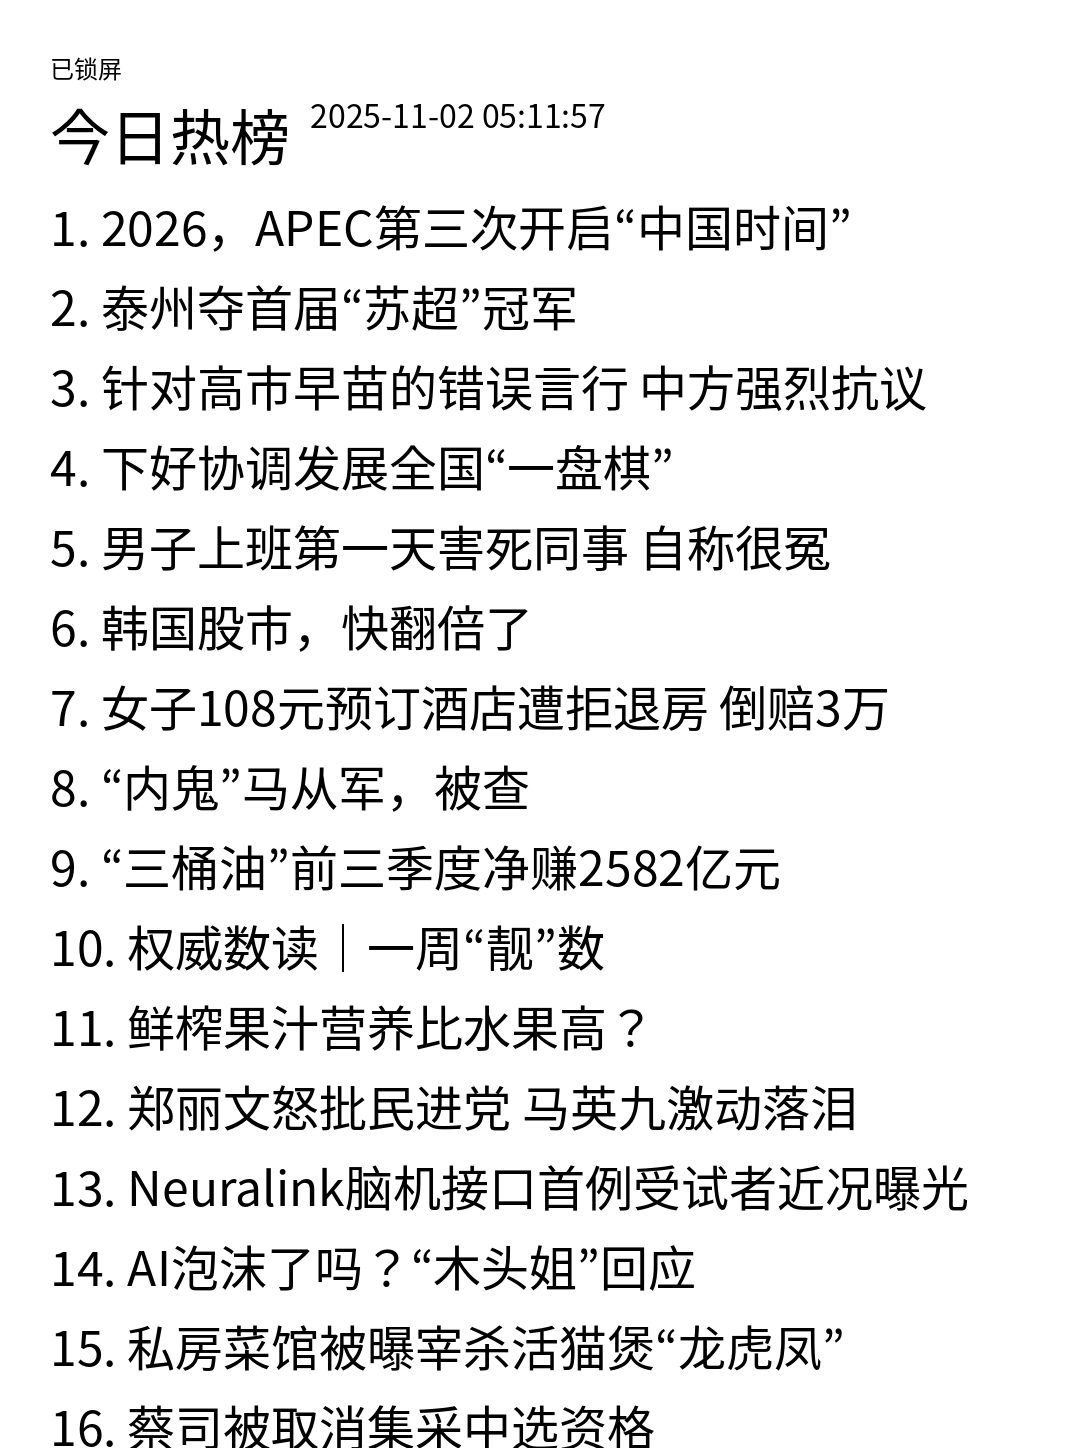 已锁屏
今日热榜 2025-11-02 05:11:57
1. 2026，APEC第三次开启“中国时间”
2. 泰州夺首届“苏超”冠军
3. 针对高市早苗的错误言行 中方强烈抗议
4. 下好协调发展全国“一盘棋”
5. 男子上班第一天害死同事 自称很冤
6. 韩国股市，快翻倍了
7. 女子108元预订酒店遭拒退房 倒赔3万
8. “内鬼”马从军，被查
9. “三桶油”前三季度净赚2582亿元
10. 权威数读｜一周“靓”数
11. 鲜榨果汁营养比水果高？
12. 郑丽文怒批民进党 马英九激动落泪
13. Neuralink脑机接口首例受试者近况曝光
14. AI泡沫了吗？“木头姐”回应
15. 私房菜馆被曝宰杀活猫煲“龙虎凤”
16. 蔡司被取消集采中选资格